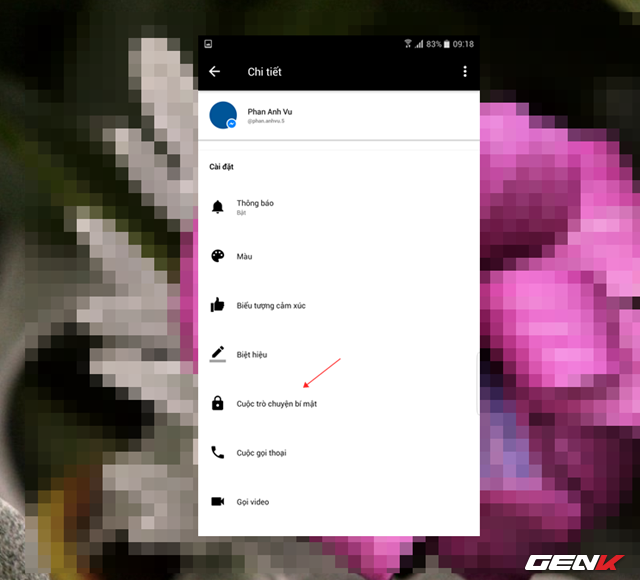 83% 09:18
Chi tiết
Phan Anh Vu
@phan.anhvu.5
Cài đặt
Thông báo
Bật
Màu
Biểu tượng cảm xúc
Biệt hiệu
Cuộc trò chuyện bí mật
Cuộc gọi thoại
Gọi video
GENK